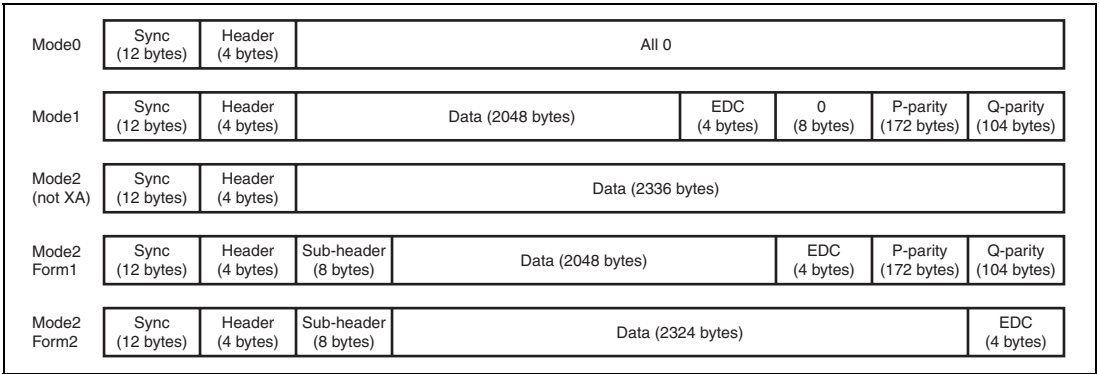 Mode0
Sync
(12 bytes)
Header
(4 bytes)
All 0
Mode1
Sync
(12 bytes)
Header
(4 bytes)
Data (2048 bytes)
EDC
(4 bytes)
0
(8 bytes)
P-parity
(172 bytes)
Q-parity
(104 bytes)
Mode2
(not XA)
Sync
(12 bytes)
Header
(4 bytes)
Data (2336 bytes)
Mode2
Form1
Sync
(12 bytes)
Header
(4 bytes)
Sub-header
(8 bytes)
Data (2048 bytes)
EDC
(4 bytes)
P-parity
(172 bytes)
Q-parity
(104 bytes)
Mode2
Form2
Sync
(12 bytes)
Header
(4 bytes)
Sub-header
(8 bytes)
Data (2324 bytes)
EDC
(4 bytes)